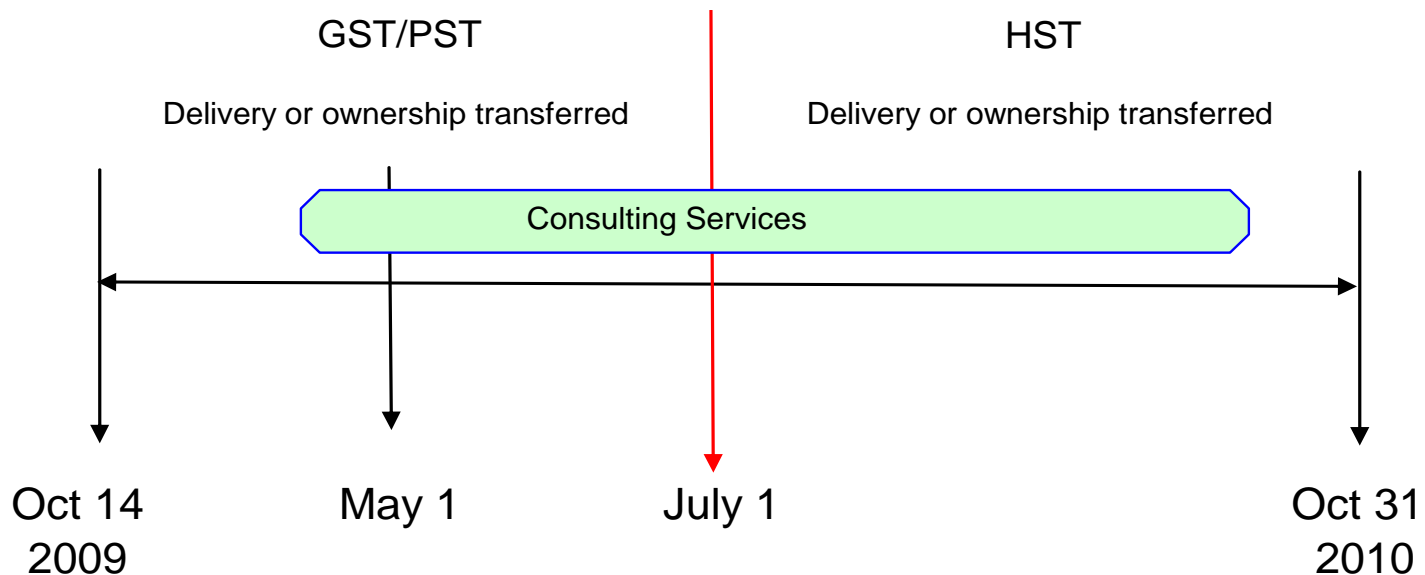 GST/PST
HST
Delivery or ownership transferred
Delivery or ownership transferred
Consulting Services
Oct 14
2009
May 1
July 1
Oct 31
2010